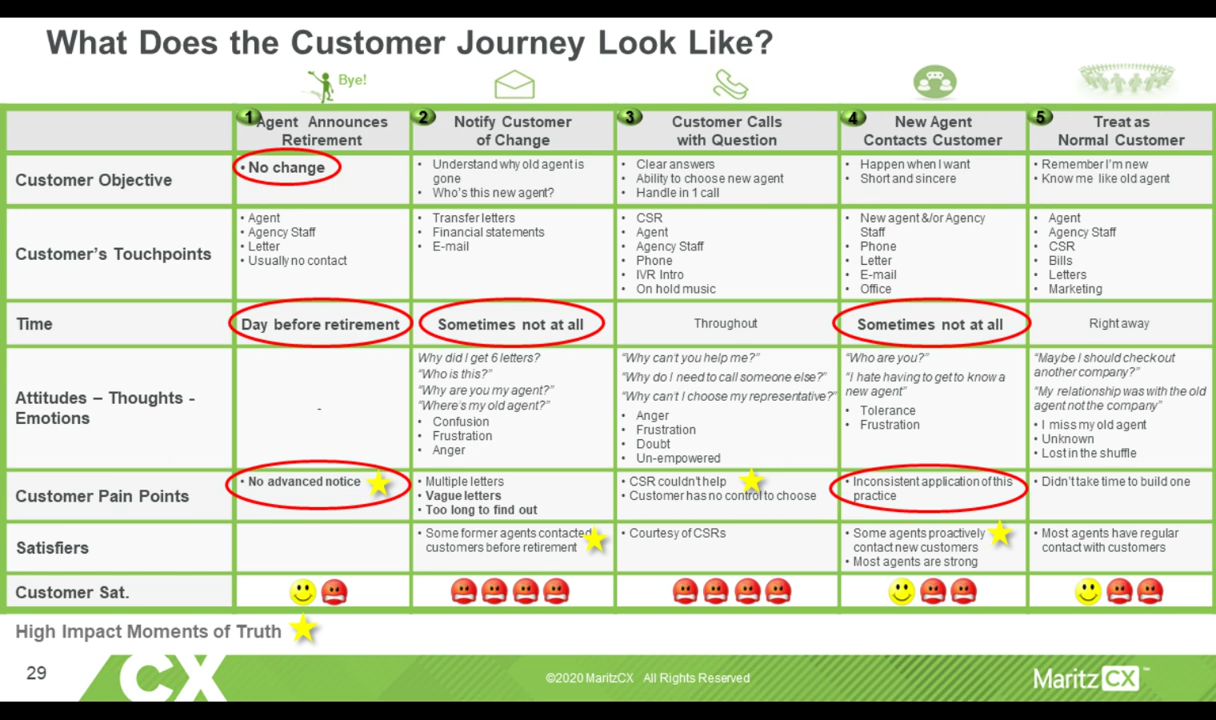 What Does the Customer Journey Look Like?
Bye!
1 Agent Announces
Retirement
2 Notify Customer
of Change
3 Customer Calls
with Question
4 New Agent
Contacts Customer
5 Treat as
Normal Customer
Customer Objective
• No change
• Understand why old agent is
gone
• Who's this new agent?
• Clear answers
• Ability to choose new agent
• Handle in 1 call
• Happen when I want
• Short and sincere
• Remember I'm new
• Know me like old agent
Customer's Touchpoints
• Agent
• Agency Staff
• Letter
• Usually no contact
• Transfer letters
• Financial statements
• E-mail
• CSR
• Agent
• Agency Staff
• Phone
• IVR Intro
• On hold music
• New agent &/or Agency
Staff
• Phone
• Letter
• E-mail
• Office
• Agent
• Agency Staff
• CSR
• Bills
• Letters
• Marketing
Time
Day before retirement
Sometimes not at all
Throughout
Sometimes not at all
Right away
Attitudes – Thoughts -
Emotions
-
Why did I get 6 letters?
"Who is this?"
"Why are you my agent?"
"Where's my old agent?"
• Confusion
• Frustration
• Anger
"Why can't you help me?"
"Why do I need to call someone else?"
"Why can't I choose my representative?"
• Anger
• Frustration
• Doubt
• Un-empowered
"Who are you?"
"I hate having to get to know a
new agent"
• Tolerance
• Frustration
"Maybe I should check out
another company?"
"My relationship was with the old
agent not the company"
• I miss my old agent
• Unknown
• Lost in the shuffle
Customer Pain Points
• No advanced notice
• Multiple letters
• Vague letters
• Too long to find out
• CSR couldn't help
• Customer has no control to choose
• Inconsistent application of this
practice
• Didn't take time to build one
Satisfiers
• Some former agents contacted
customers before retirement
• Courtesy of CSRs
• Some agents proactively
contact new customers
• Most agents are strong
• Most agents have regular
contact with customers
Customer Sat.
High Impact Moments of Truth
29
CX
©2020 MaritzCX All Rights Reserved
MaritzCX™